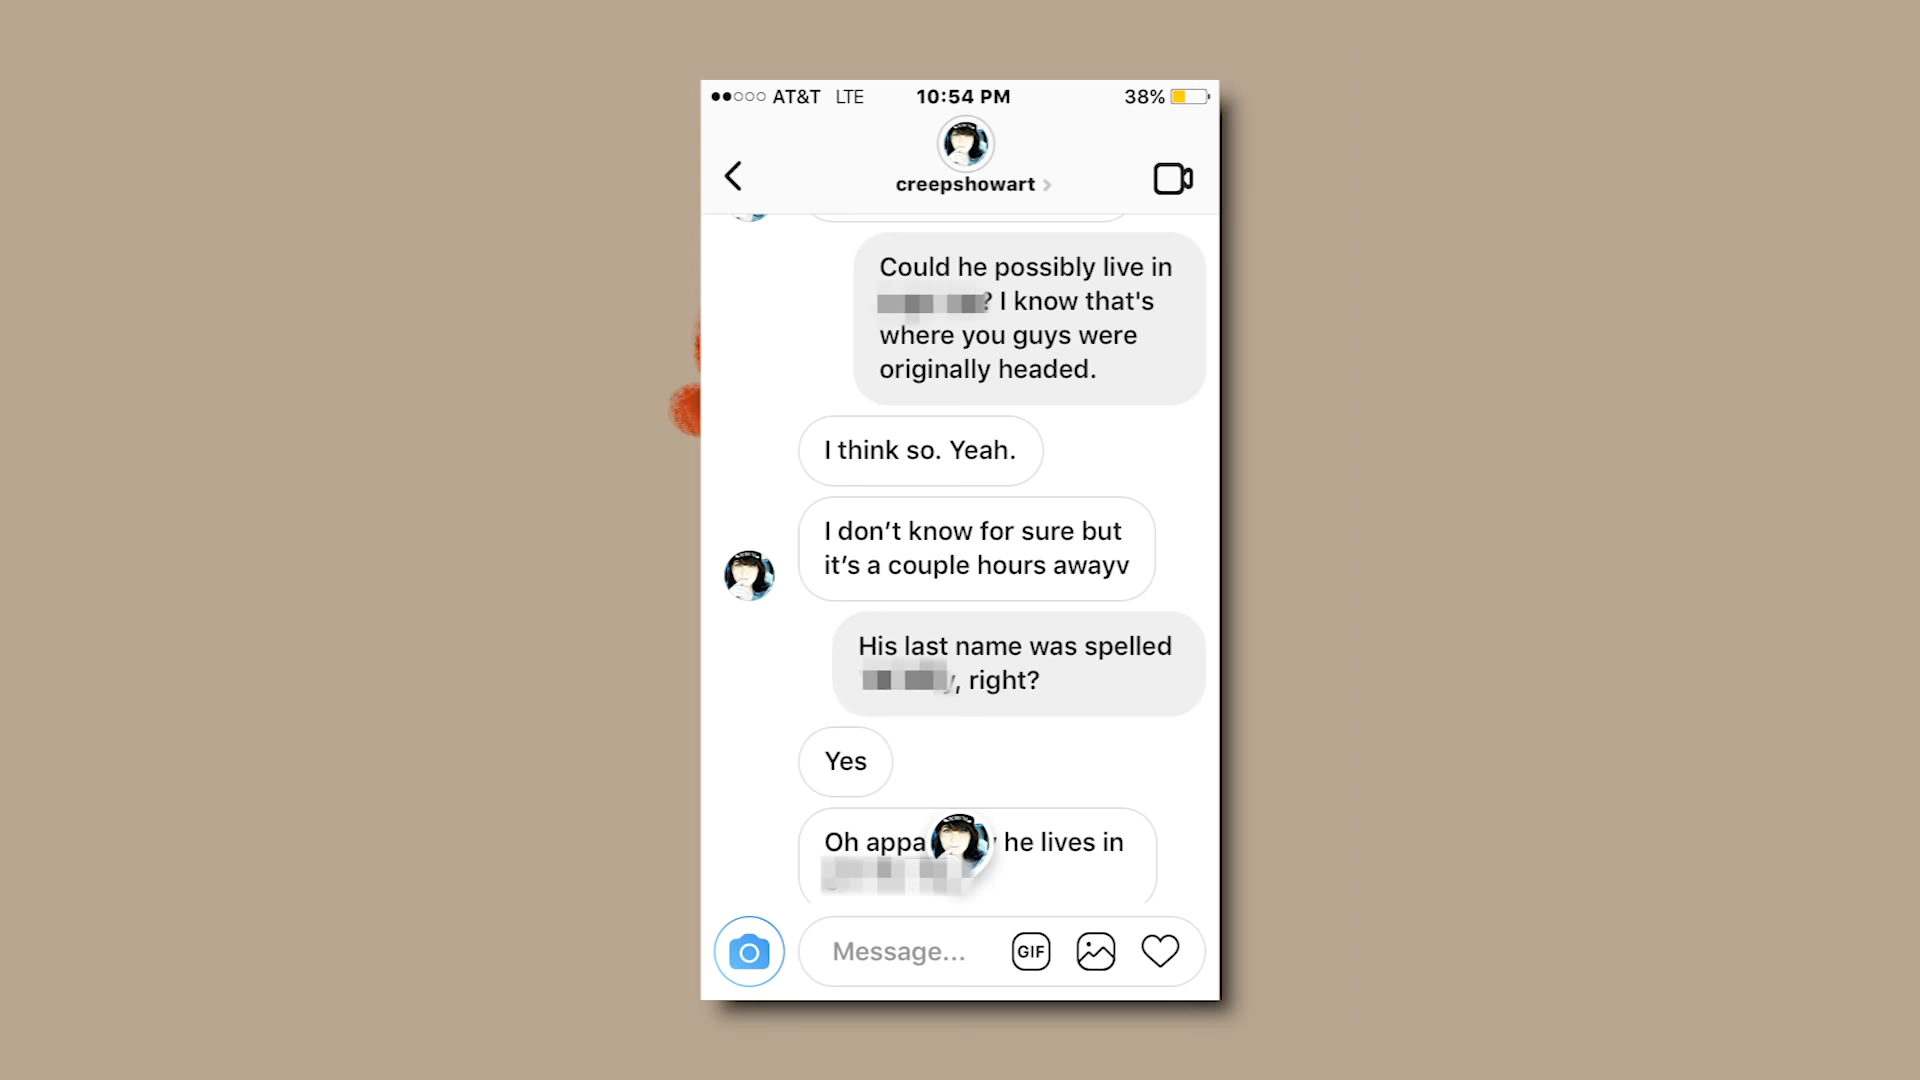 AT&T LTE 10:54 PM 38%
creepshowart
Could he possibly live in
? I know that's
where you guys were
originally headed.
I think so. Yeah.
I don’t know for sure but
it’s a couple hours awayv
His last name was spelled
, right?
Yes
Oh he lives in
Message...
GIF